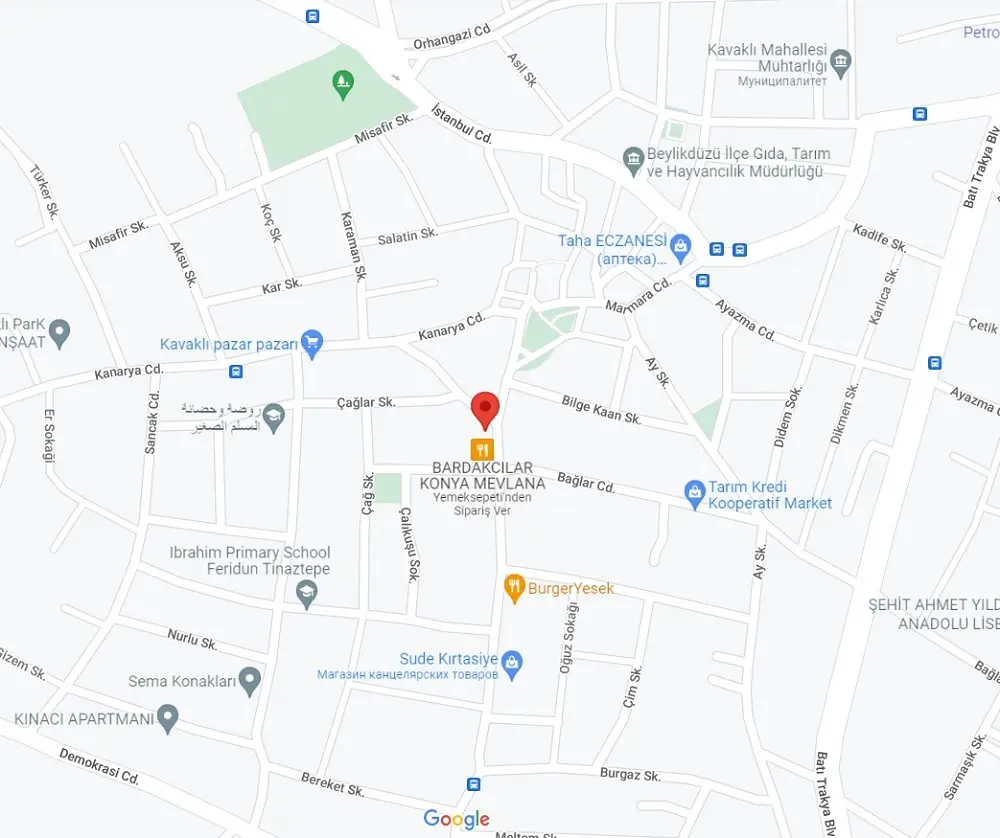 Orhangazi Cd
Petro
Asil Sk.
Kavaklı Mahallesi
Muhtarlığı
Муниципалитет
İstanbul Cd.
Misafir Sk.
Batı Trakya Blv
Beylikdüzü İlçe Gıda, Tarım
ve Hayvancılık Müdürlüğü
Türker Sk.
Misafir Sk.
Koç Sk
Karaman Sk.
Salatin Sk.
Aksu Sk.
Kar Sk.
Taha ECZANESİ
(аптека)...
Kadife Sk.
Karlıca Sk.
Marmara Cd.
Ayazma Cd.
Çetik
lı ParK
NŞAAT
Kavaklı pazar pazarı
Kanarya Cd.
Kanarya Cd.
Ay Sk.
Ayazma C
Er Sokağı
Sancak Cd.
روضة وحضانة
المسلم الصغير
Çağlar Sk.
Bilge Kaan Sk.
Didem Sok.
Dikmen Sk.
BARDAKCILAR
KONYA MEVLANA
Yemeksepeti'nden
Sipariş Ver
Çağ Sk.
Çalıkuşu Sok.
Bağlar Cd.
Tarım Kredi
Kooperatif Market
Ibrahim Primary School
Feridun Tinaztepe
Ay Sk.
BurgerYesek
ŞEHİT AHMET YILD
ANADOLU LİSE
Nurlu Sk.
Oğuz Sokağı
Gizem Sk.
Sude Kırtasiye
Магазин канцелярских товаров
Çim Sk.
Bağla
Sema Konakları
KINACI APARTMANI
Demokrasi Cd.
Bereket Sk.
Burgaz Sk.
Batı Trakya Blv
Sarmaşık Sk.
Google
Meltem Sk.